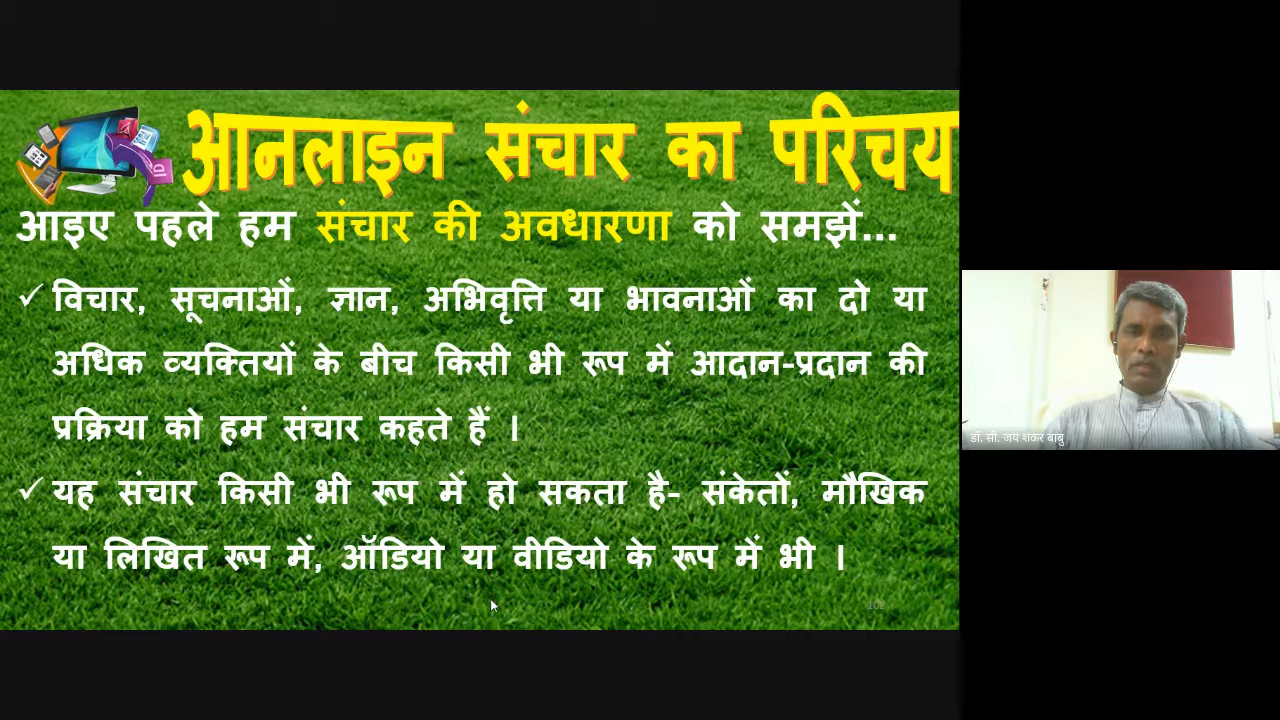 आनलाइन संचार का परिचय
आइए पहले हम संचार की अवधारणा को समझें...
विचार, सूचनाओं, ज्ञान, अभिवृत्ति या भावनाओं का दो या
अधिक व्यक्तियों के बीच किसी भी रूप में आदान-प्रदान की
प्रक्रिया को हम संचार कहते हैं ।
यह संचार किसी भी रूप में हो सकता है- संकेतों, मौखिक
या लिखित रूप में, ऑडियो या वीडियो के रूप में भी ।
102
डॉ. सी. जय शंकर बाबु